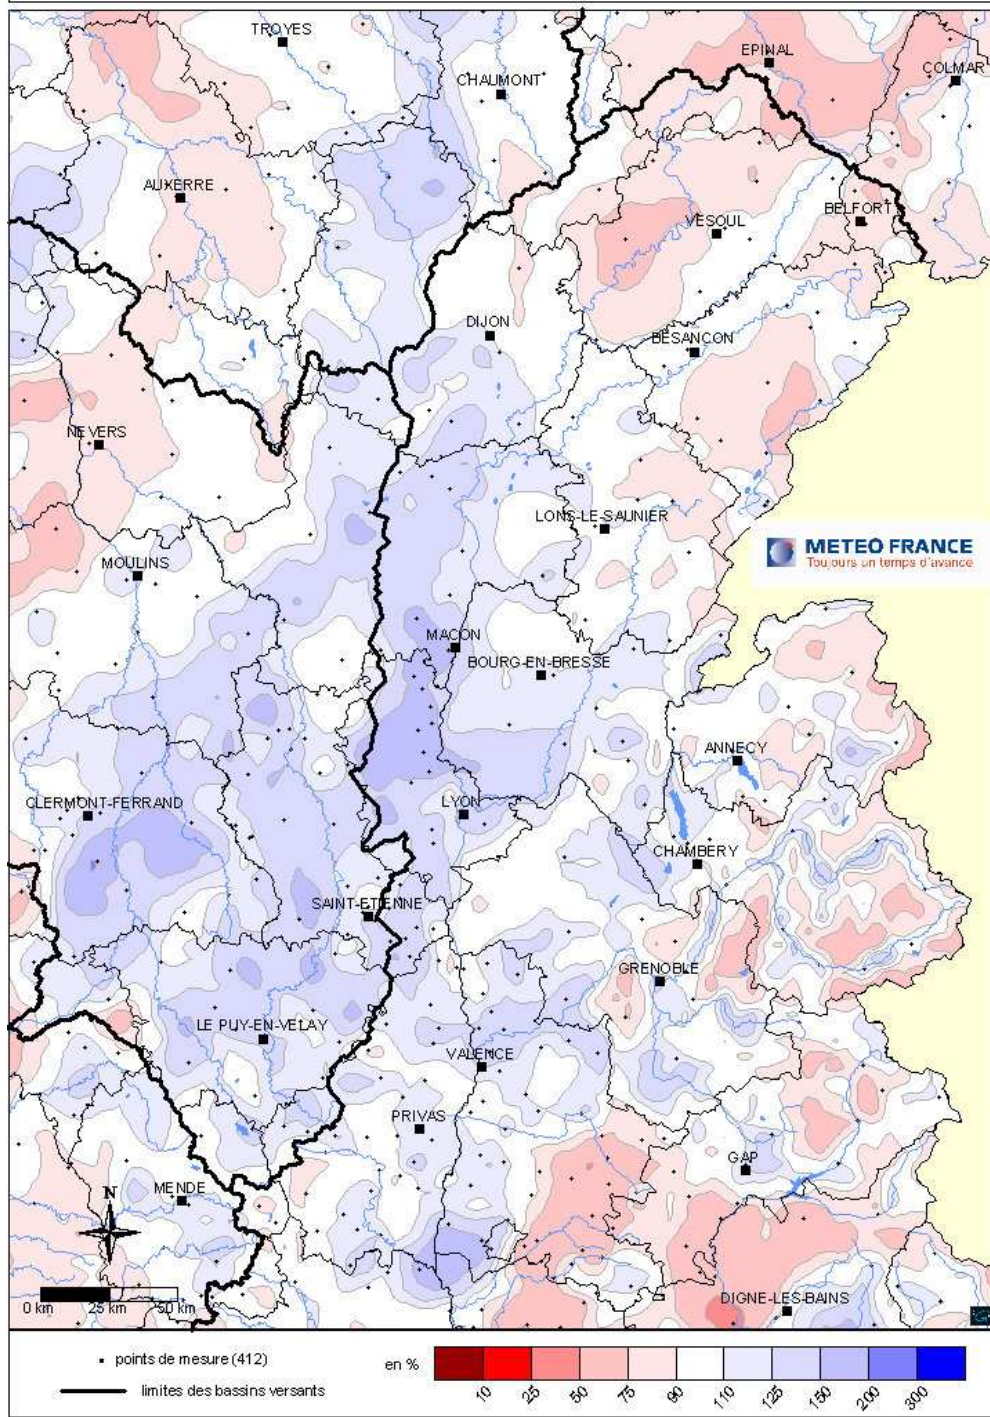 TROYES
EPINAL
CHAUMONT
COLMAR
AUXERRE
VESOUL
BELFORT
DIJON
BESANCON
NEVERS
LONS-LE-SAUNIER
METEO FRANCE
Toujours un temps d'avance
MOULINS
MACON
BOURG-EN-BRESSE
ANNECY
CLERMONT-FERRAND
LYON
CHAMBERY
SAINT-ETIENNE
GRENOBLE
LE PUY-EN-VELAY
VALENCE
PRIVAS
GAP
MENDE
N
0 km 25 km 50 km
DIGNE-LES-BAINS
points de mesure (412)
en %
limites des bassins versants
10 25 50 75 90 110 125 150 200 300